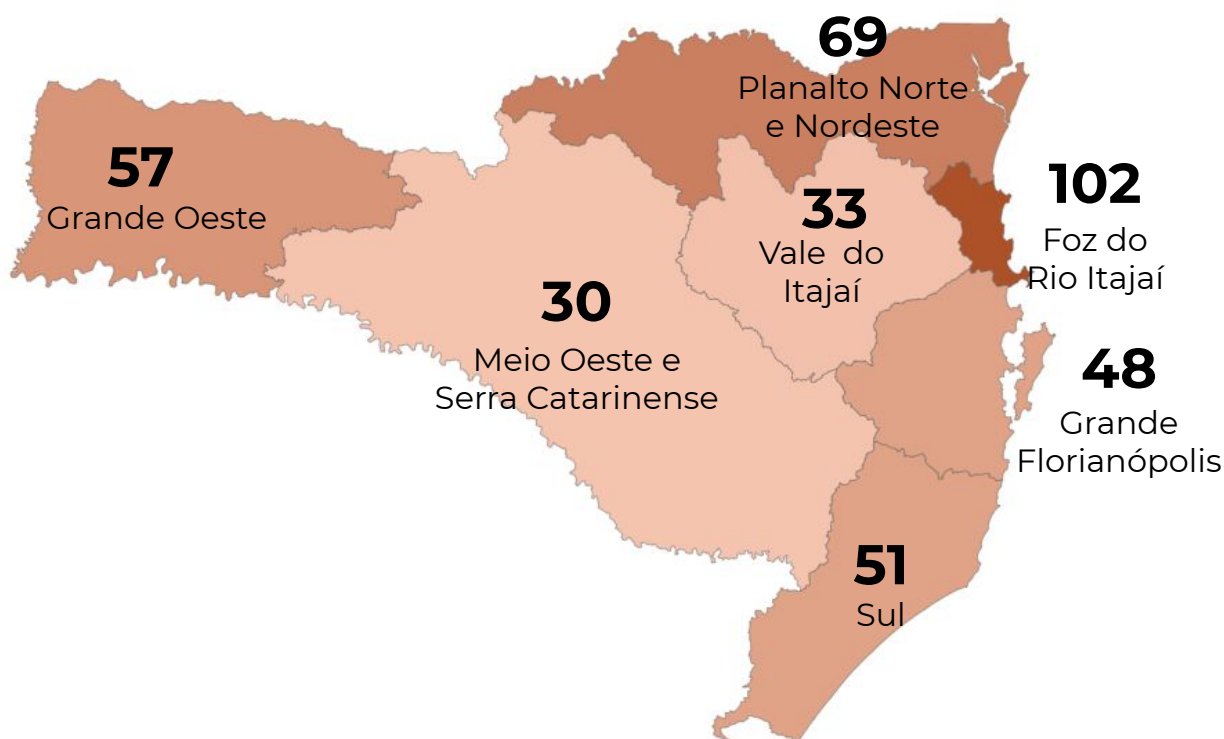 69
Planalto Norte
e Nordeste
57
Grande Oeste
102
Foz do
Rio Itajaí
33
Vale do
Itajaí
30
Meio Oeste e
Serra Catarinense
48
Grande
Florianópolis
51
Sul